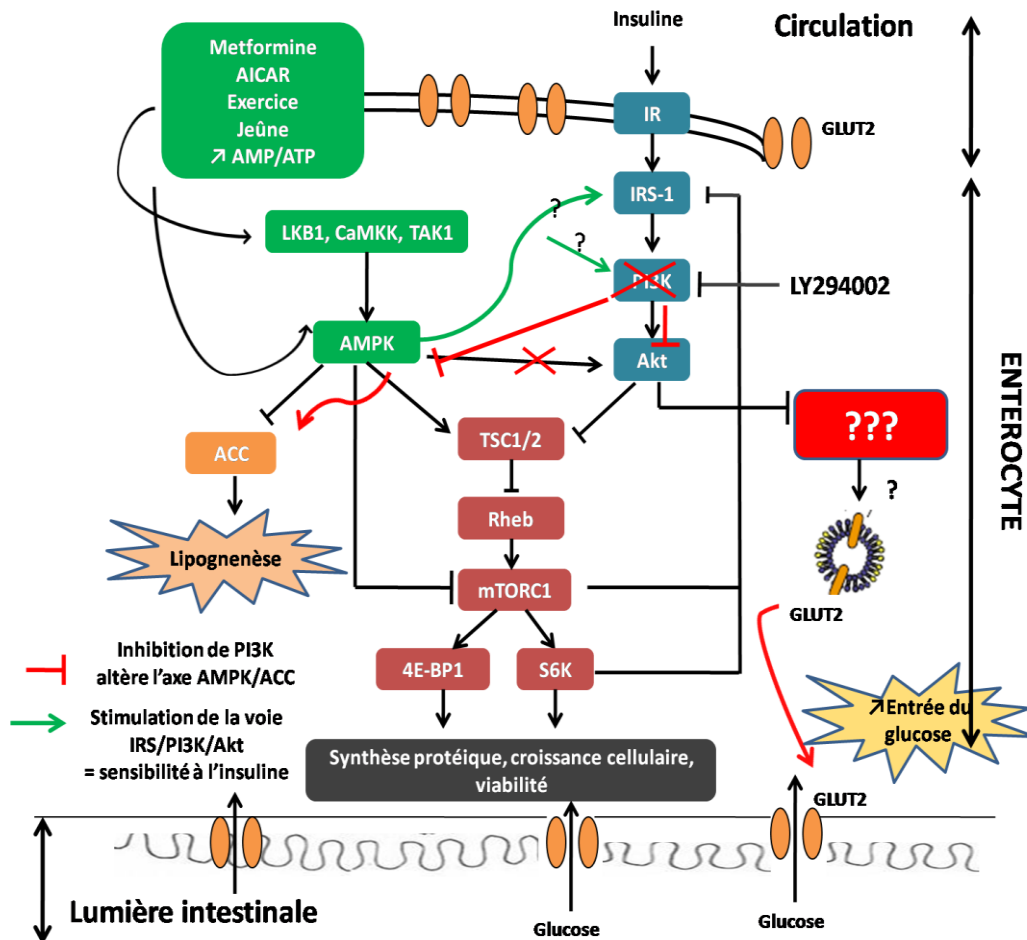 Insuline
Circulation
Metformine
AICAR
Exercice
Jeûne
↗ AMP/ATP
IR
GLUT2
IRS-1
?
?
LKB1, CaMKK, TAK1
PI3K
LY294002
AMPK
Akt
ENTEROCYTE
???
?
ACC
TSC1/2
Rheb
Lipognenèse
mTORC1
GLUT2
Inhibition de PI3K
altère l'axe AMPK/ACC
4E-BP1
S6K
Stimulation de la voie
IRS/PI3K/Akt
= sensibilité à l'insuline
↗Entrée du
glucose
Synthèse protéique, croissance cellulaire,
viabilité
GLUT2
Lumière intestinale
Glucose
Glucose